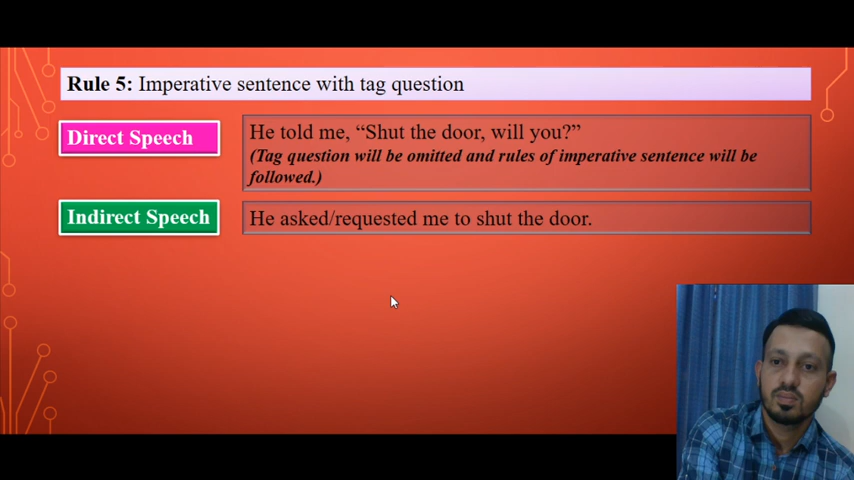 Rule 5: Imperative sentence with tag question
Direct Speech
He told me, “Shut the door, will you?”
(Tag question will be omitted and rules of imperative sentence will be
followed.)
Indirect Speech
He asked/requested me to shut the door.